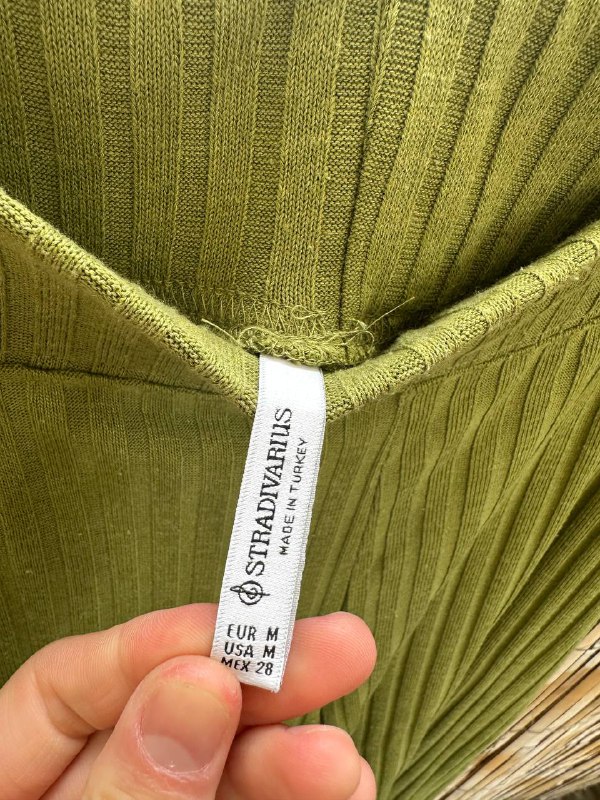 STRADIVARIUS
MADE IN TURKEY
EUR M
USA M
MEX 28